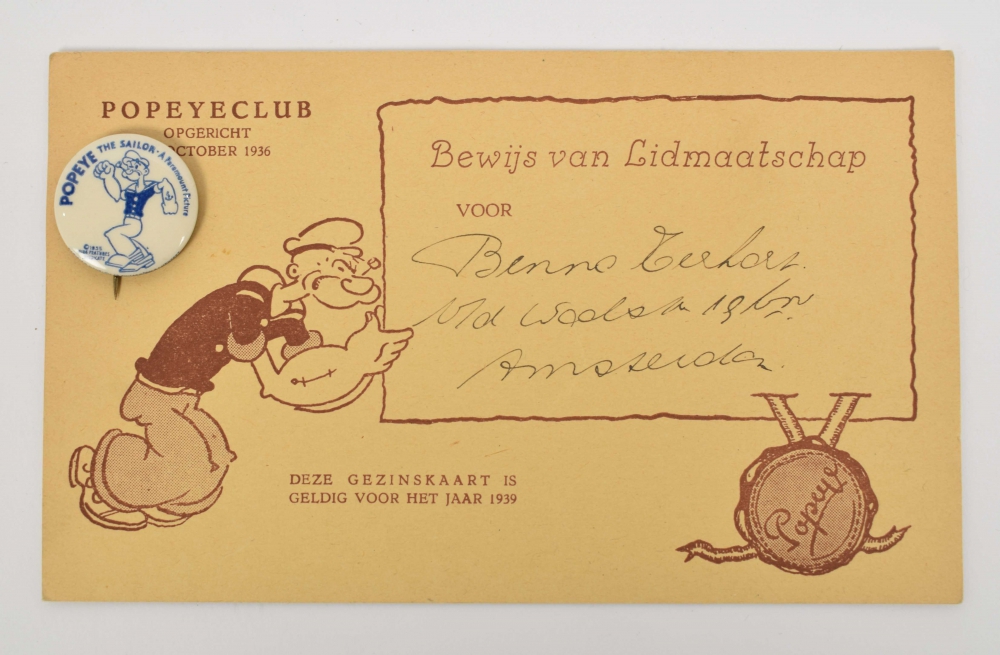 POPEYECLUB
OPGERICHT
OCTOBER 1936
POPEYE THE SAILOR · A Paramount Picture
Bewijs van Lidmaatschap
VOOR
Benno
Amsterdam.
DEZE GEZINSKAART IS
GELDIG VOOR HET JAAR 1939
Popeye